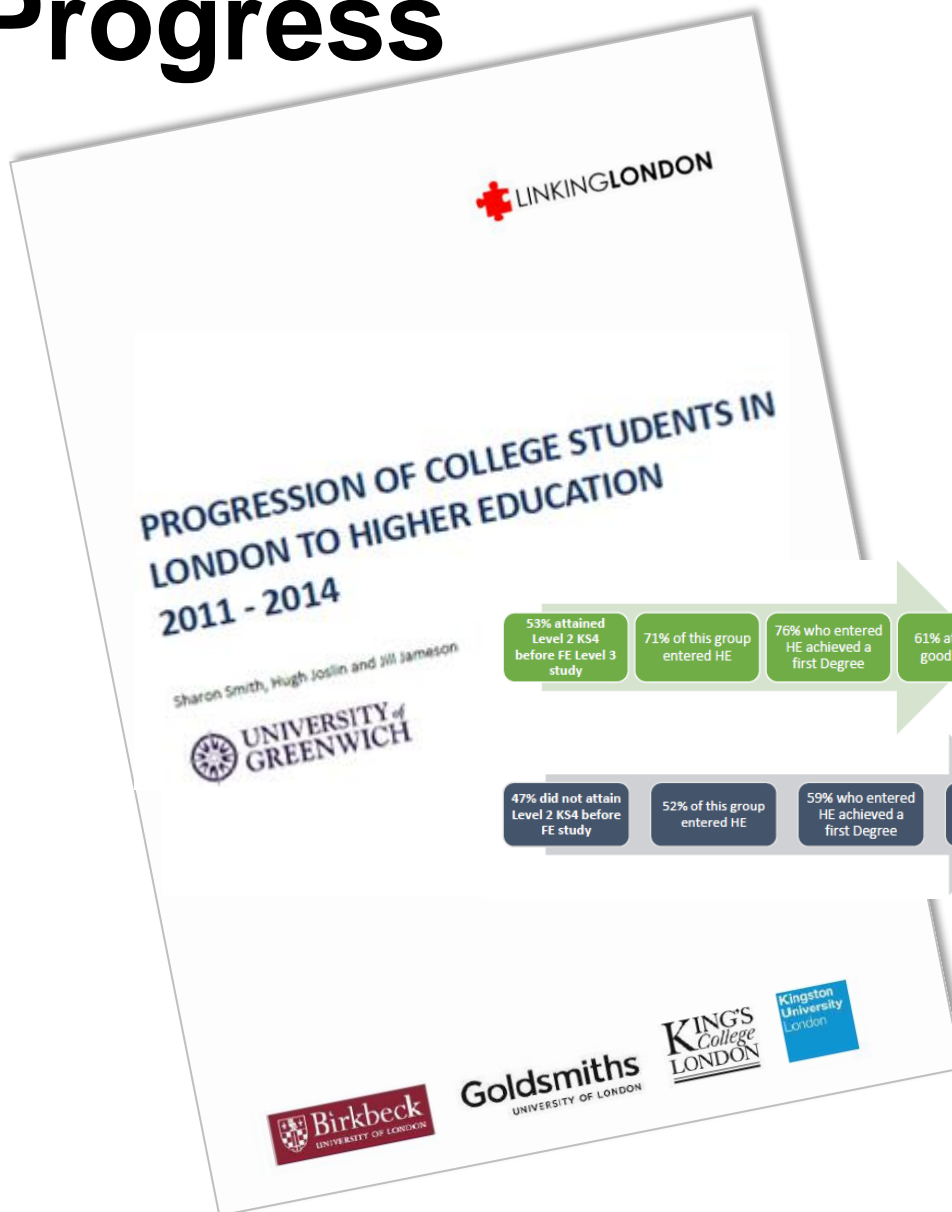 Progress
LINKINGLONDON
PROGRESSION OF COLLEGE STUDENTS IN
LONDON TO HIGHER EDUCATION
2011 - 2014
Sharon Smith, Hugh Joslin and Jill Jameson
UNIVERSITY of
GREENWICH
53% attained
Level 2 KS4
before FE Level 3
study
71% of this group
entered HE
76% who entered
HE achieved a
first Degree
61%
good
47% did not attain
Level 2 KS4 before
FE study
52% of this group
entered HE
59% who entered
HE achieved a
first Degree
Birkbeck
UNIVERSITY OF LONDON
Goldsmiths
UNIVERSITY OF LONDON
KING'S
College
LONDON
Kingston
University
London